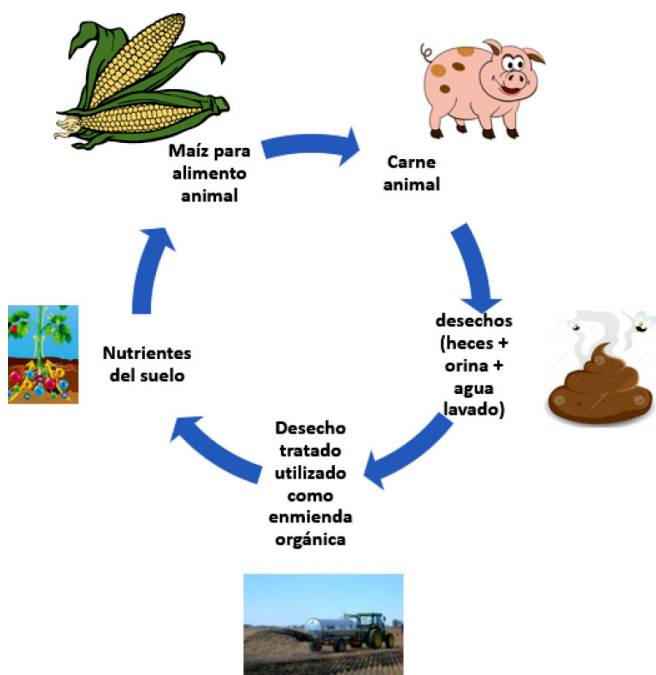 Maíz para
alimento
animal
Carne
animal
desechos
(heces +
orina +
agua
lavado)
Desecho
tratado
utilizado
como
enmienda
orgánica
Nutrientes
del suelo